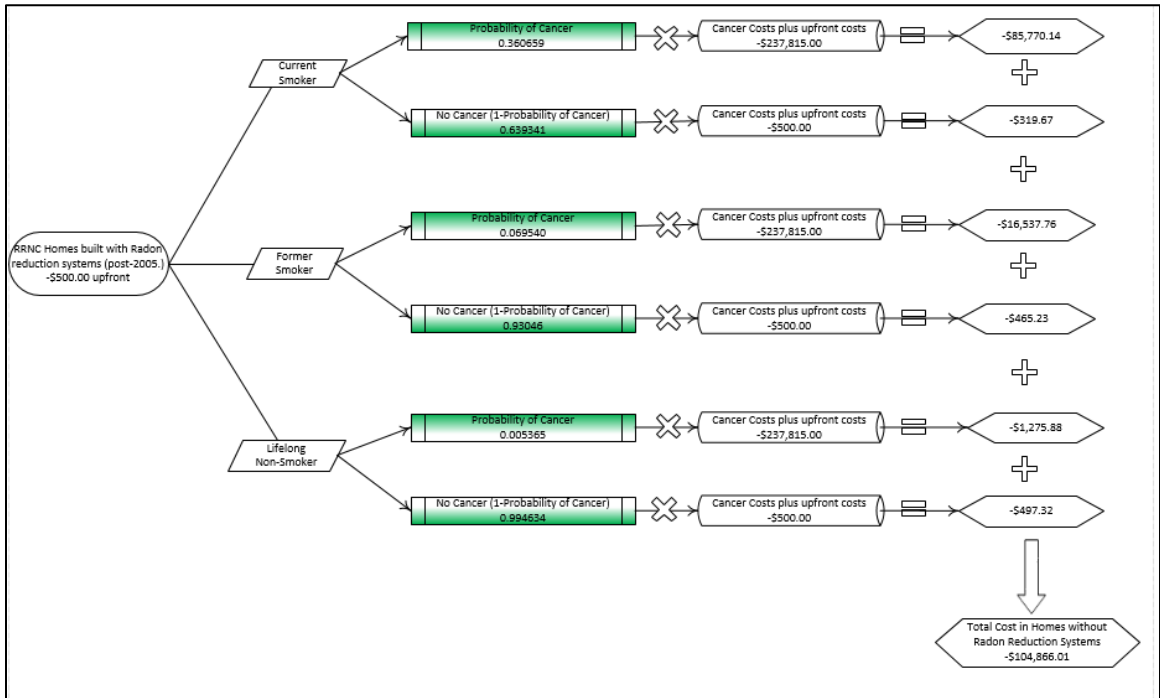 RRNC Homes built with Radon
reduction systems (post-2005.)
-$500.00 upfront
Current
Smoker
Probability of Cancer
0.360659
Cancer Costs plus upfront costs
-$237,815.00
-$85,770.14
No Cancer (1-Probability of Cancer)
0.639341
Cancer Costs plus upfront costs
-$500.00
-$319.67
Former
Smoker
Probability of Cancer
0.069540
Cancer Costs plus upfront costs
-$237,815.00
-$16,537.76
No Cancer (1-Probability of Cancer)
0.93046
Cancer Costs plus upfront costs
-$500.00
-$465.23
Lifelong
Non-Smoker
Probability of Cancer
0.005365
Cancer Costs plus upfront costs
-$237,815.00
-$1,275.88
No Cancer (1-Probability of Cancer)
0.994634
Cancer Costs plus upfront costs
-$500.00
-$497.32
Total Cost in Homes without
Radon Reduction Systems
-$104,866.01